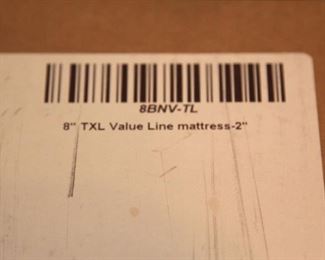 8BNV-TL
8" TXL Value Line mattress-2"